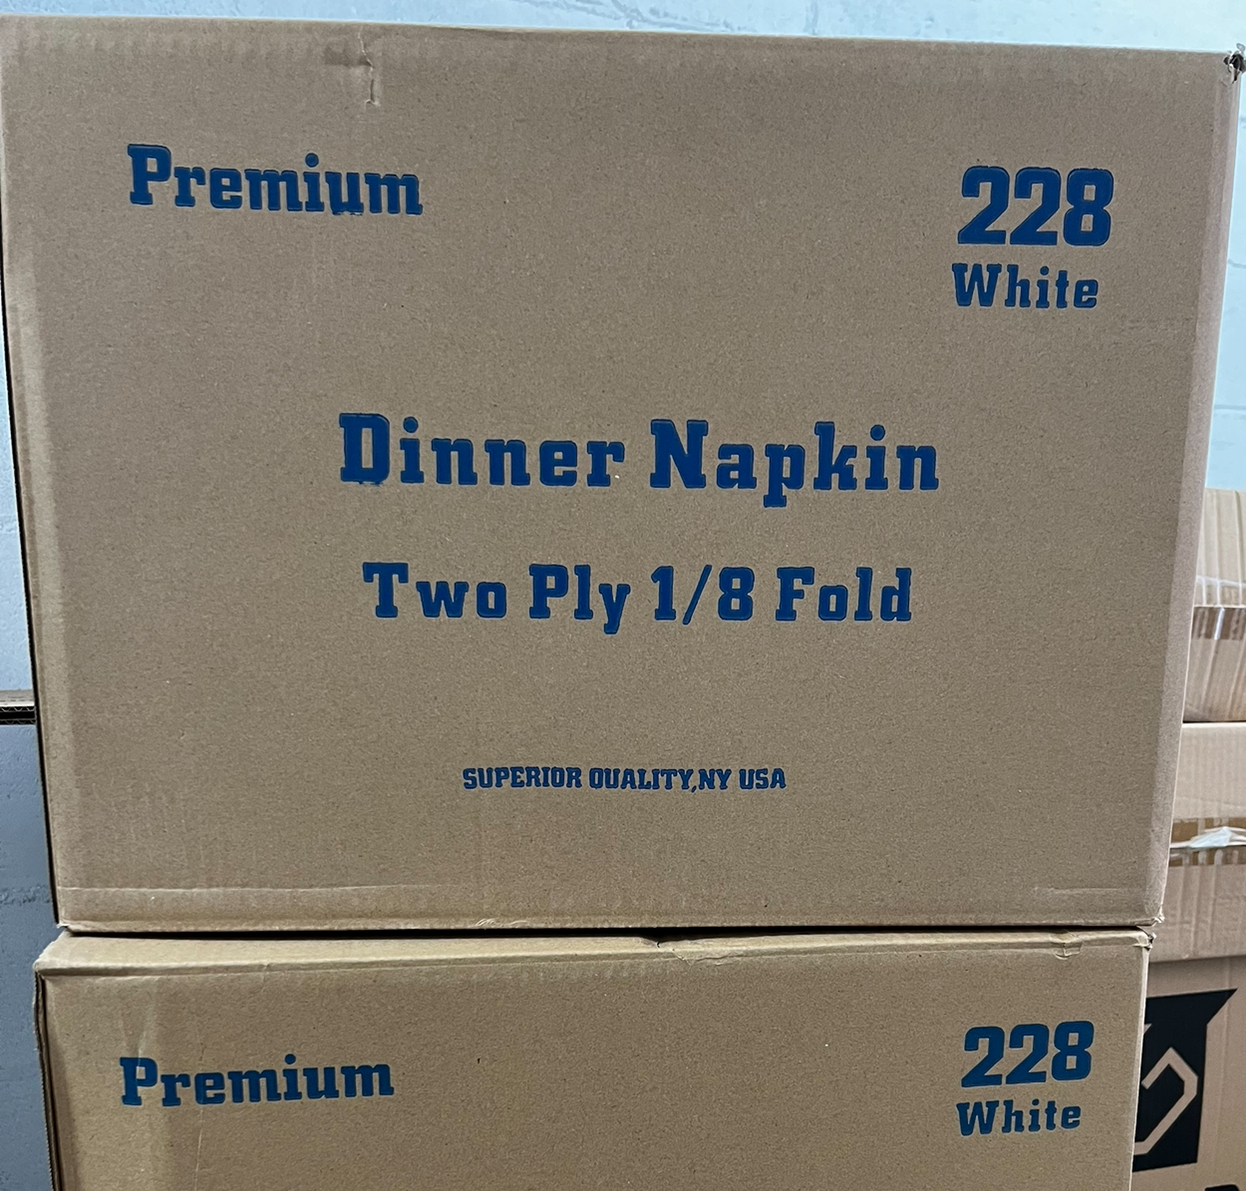 Premium
228
White
Dinner Napkin
Two Ply 1/8 Fold
SUPERIOR QUALITY,NY USA
Premium
228
White